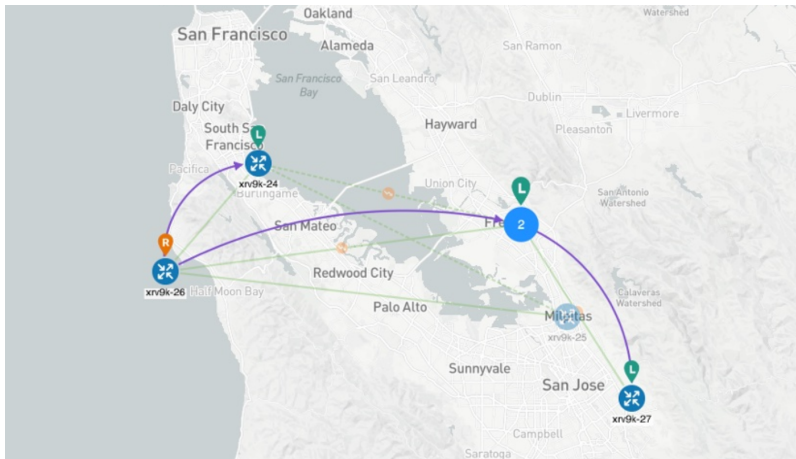 Oakland
Watershed
San Francisco
Alameda
San Ramon
San Francisco
Bay
San Leandro
Dublin
Daly City
Livermore
Hayward
South S
Francisco
L
Pleasanton
Pacifica
xrv9k-24
Union City
L
San Antonio
Watershed
Burlingame
San Mateo
Fre
2
R
Redwood City
xrv9k-26
Half Moon Bay
Calaveras
Watershed
Palo Alto
Milpitas
xrv9k-25
Sunnyvale
L
San Jose
xrv9k-27
Campbell
Saratoga